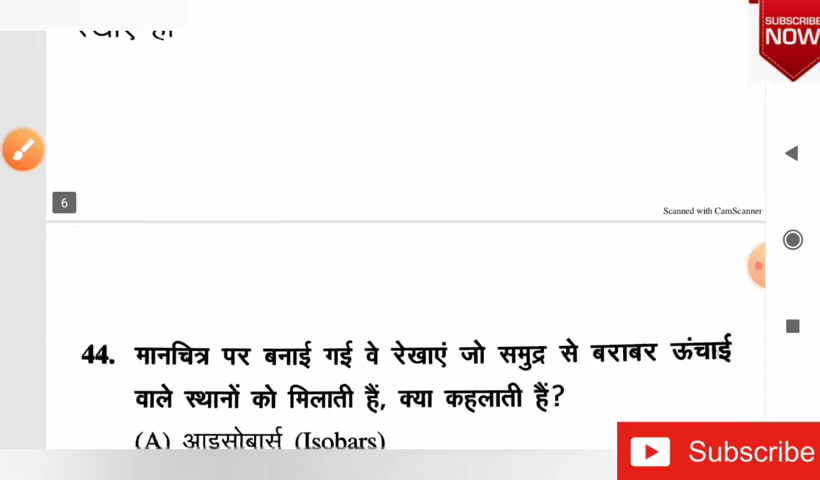 SUBSCRIBE
NOW
6
Scanned with CamScanner
44. मानचित्र पर बनाई गई वे रेखाएं जो समुद्र से बराबर ऊंचाई
वाले स्थानों को मिलाती हैं, क्या कहलाती हैं?
(A) आइसोबार्स (Isobars)
Subscribe